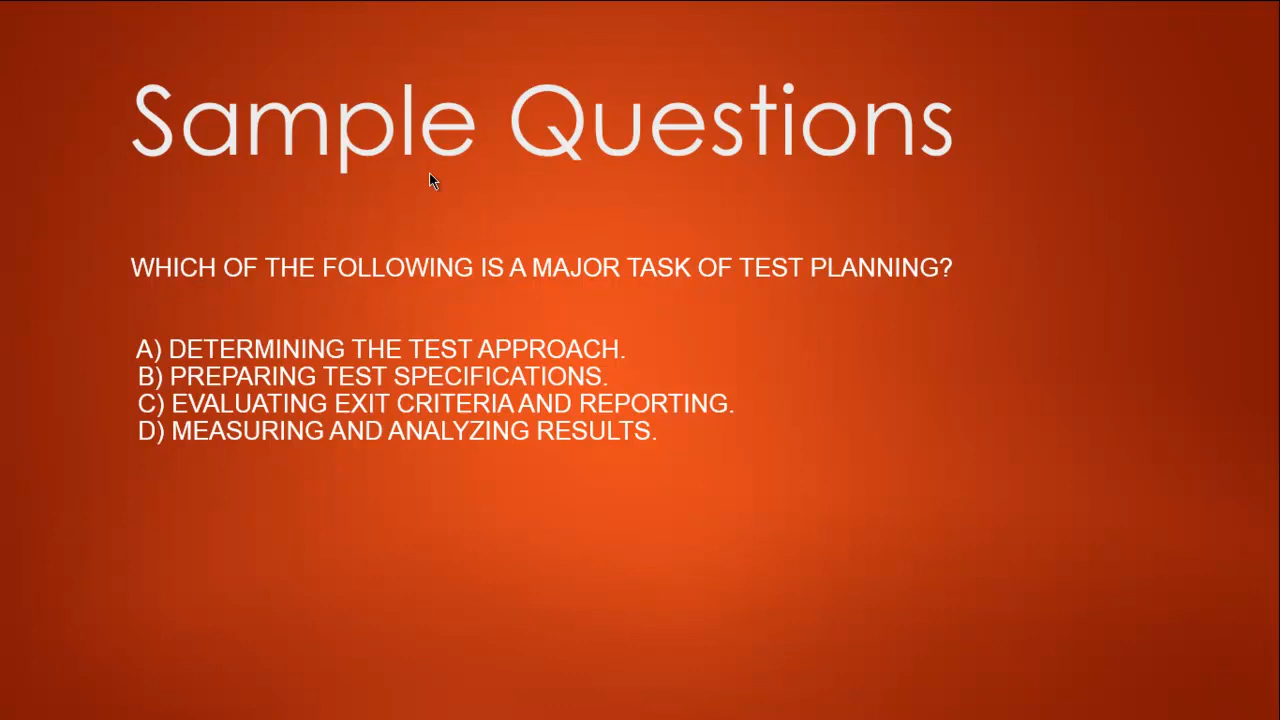 Sample Questions
WHICH OF THE FOLLOWING IS A MAJOR TASK OF TEST PLANNING?
A) DETERMINING THE TEST APPROACH.
B) PREPARING TEST SPECIFICATIONS.
C) EVALUATING EXIT CRITERIA AND REPORTING.
D) MEASURING AND ANALYZING RESULTS.